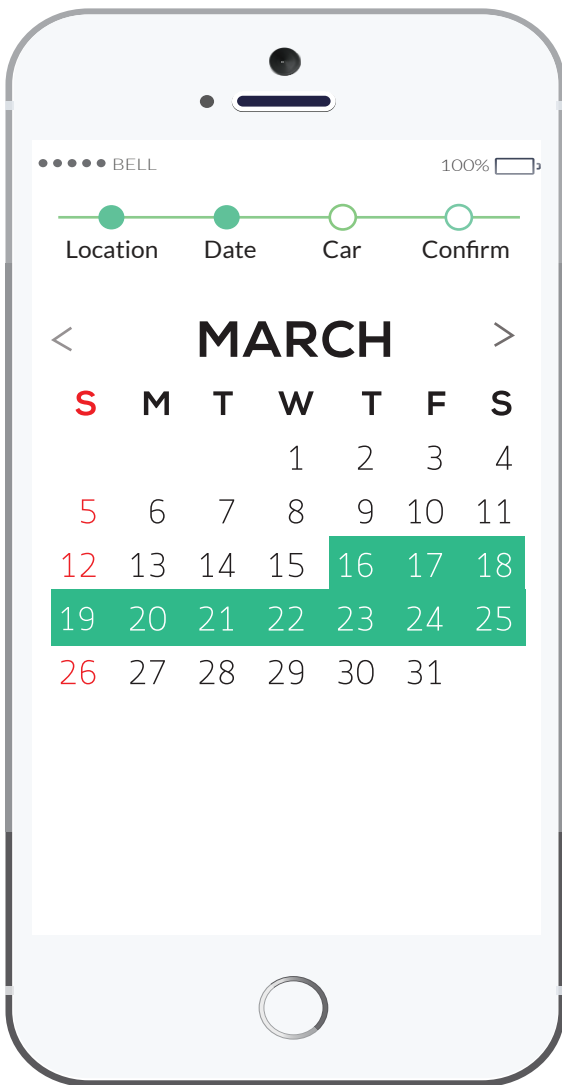 BELL 100%
Location Date Car Confirm
< MARCH >
S M T W T F S
1 2 3 4
5 6 7 8 9 10 11
12 13 14 15 16 17 18
19 20 21 22 23 24 25
26 27 28 29 30 31